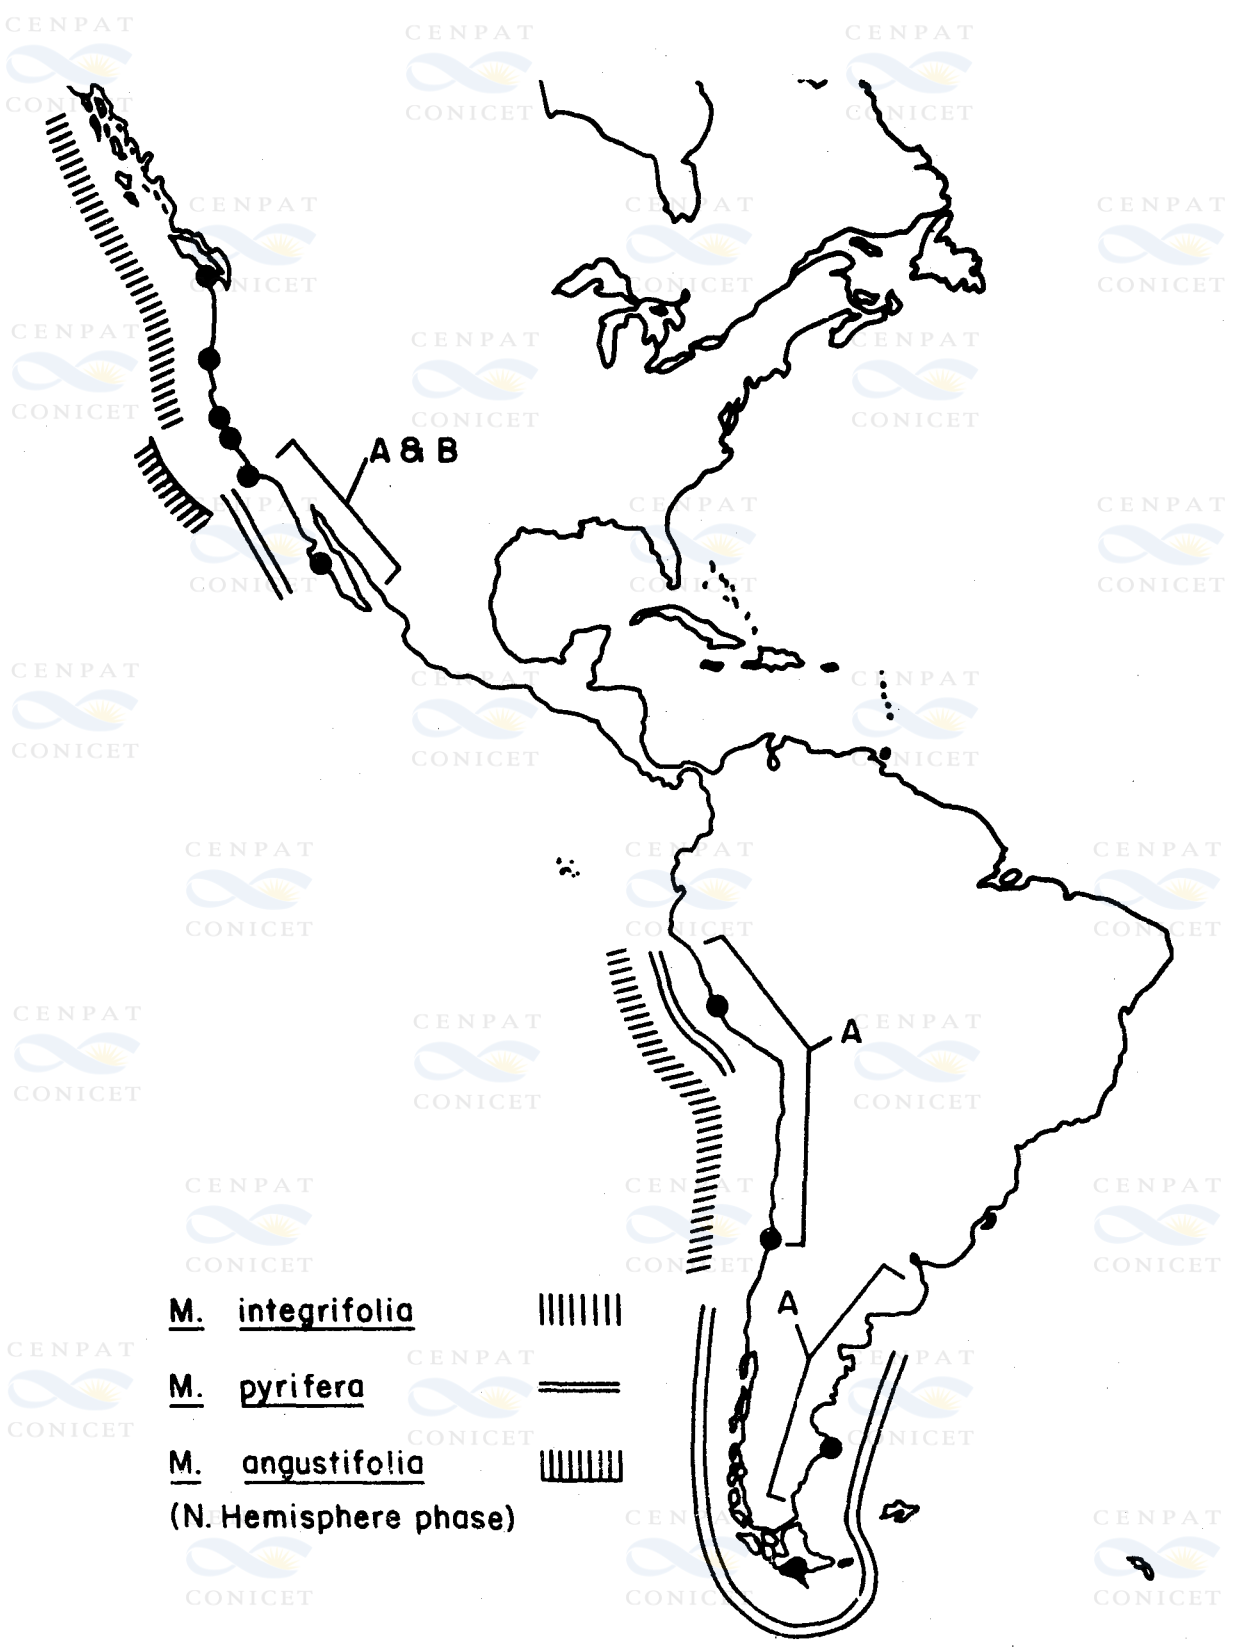 A & B
A
A
M. integrifolia
M. pyrifera
M. angustifolia
(N. Hemisphere phase)
CENPAT
CONICET